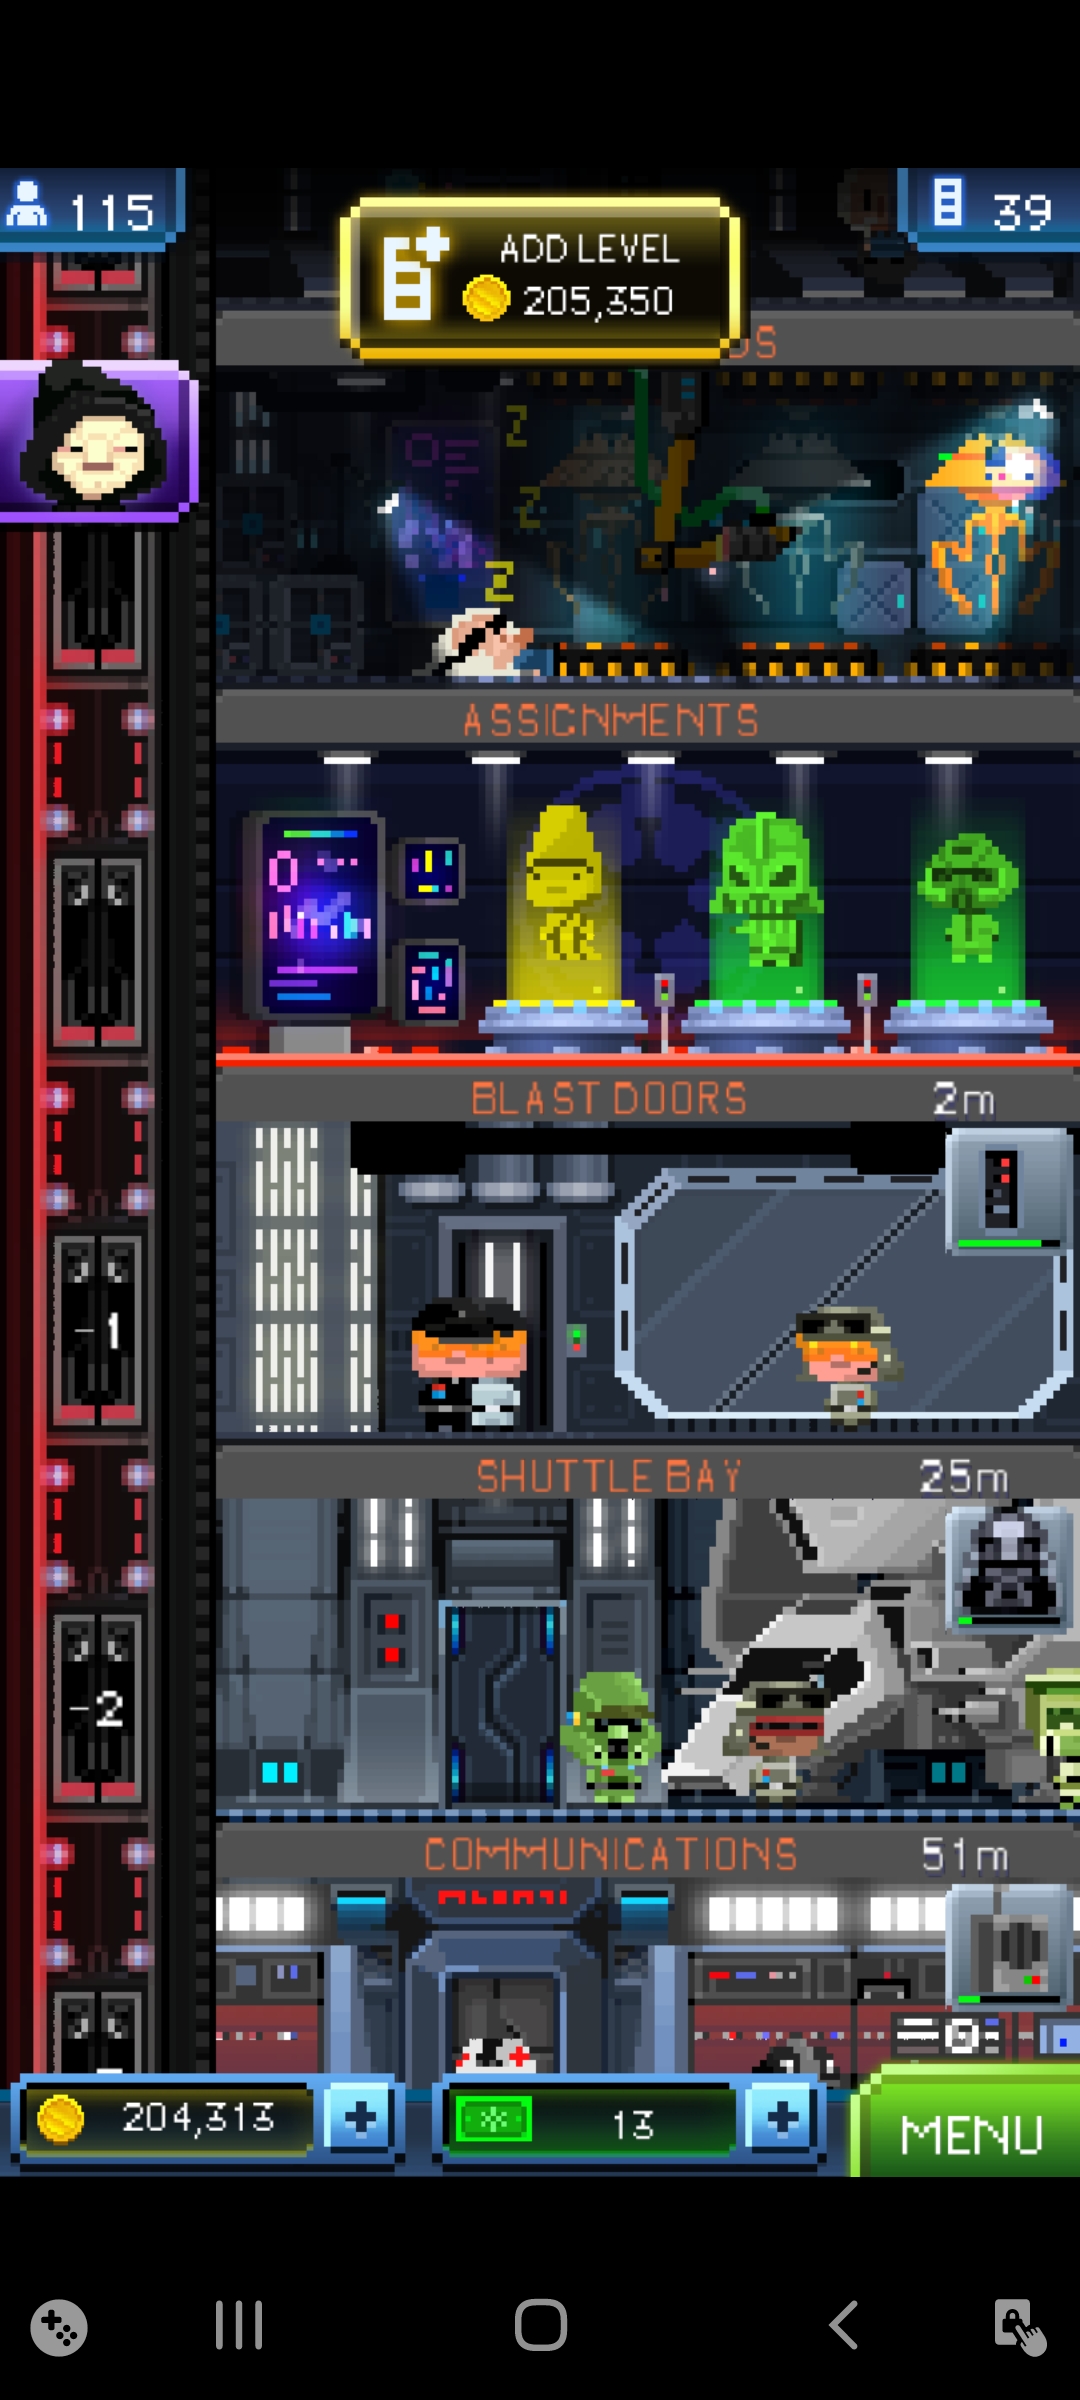 115
ADD LEVEL
205,350
39
DS
Z
Z
Z
ASSIGNMENTS
BLAST DOORS 2m
-1
SHUTTLE BAY 25m
-2
COMMUNICATIONS 51m
204,313
13
MENU